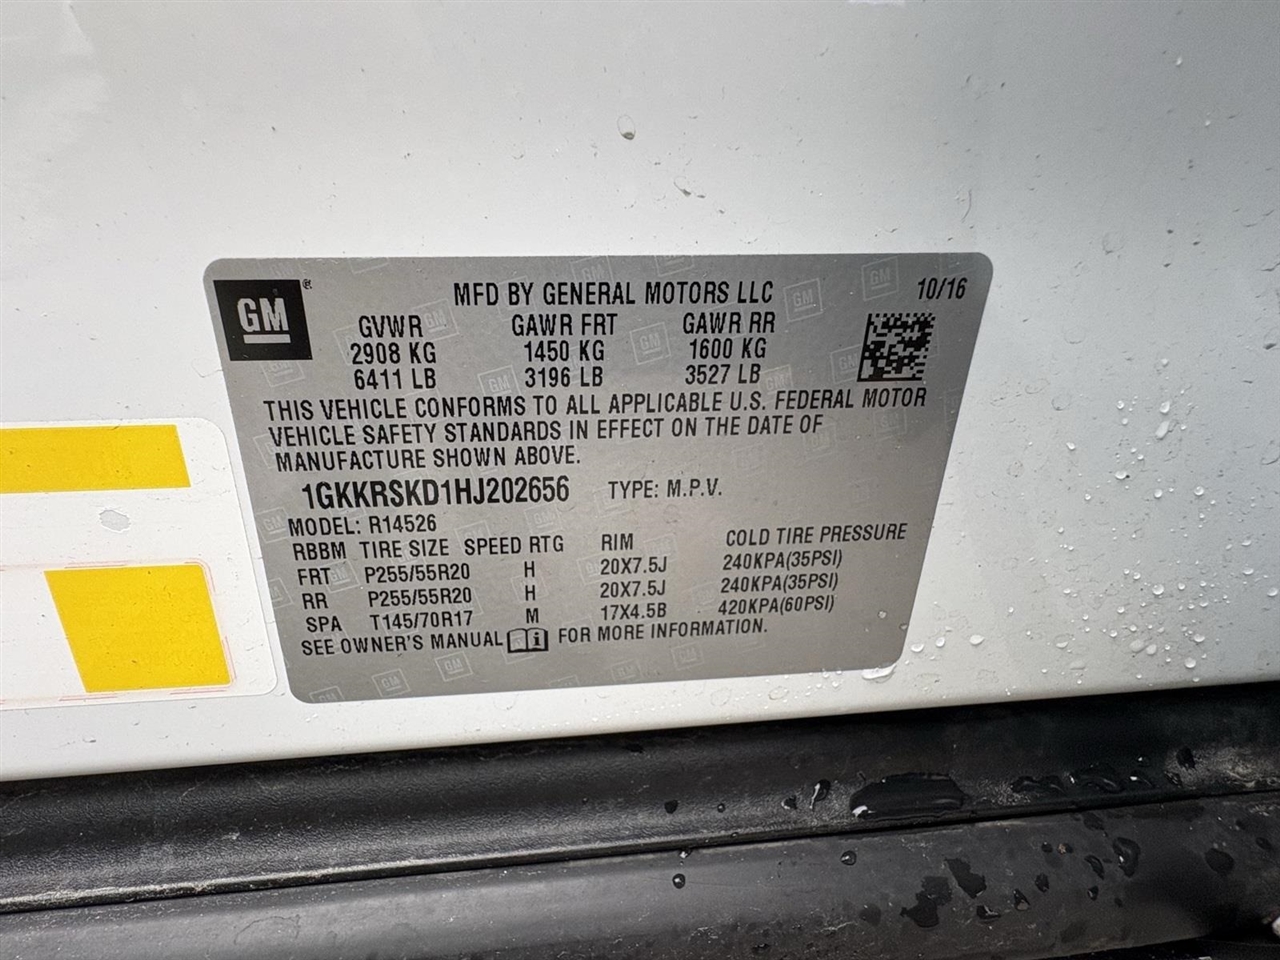 GM ®
MFD BY GENERAL MOTORS LLC 10/16
GVWR GAWR FRT GAWR RR
2908 KG 1450 KG 1600 KG
6411 LB 3196 LB 3527 LB
THIS VEHICLE CONFORMS TO ALL APPLICABLE U.S. FEDERAL MOTOR
VEHICLE SAFETY STANDARDS IN EFFECT ON THE DATE OF
MANUFACTURE SHOWN ABOVE.
1GKKRSKD1HJ202656 TYPE: M.P.V.
MODEL: R14526
RBBM TIRE SIZE SPEED RTG RIM COLD TIRE PRESSURE
FRT P255/55R20 H 20X7.5J 240KPA(35PSI)
RR P255/55R20 H 20X7.5J 240KPA(35PSI)
SPA T145/70R17 M 17X4.5B 420KPA(60PSI)
SEE OWNER'S MANUAL FOR MORE INFORMATION.